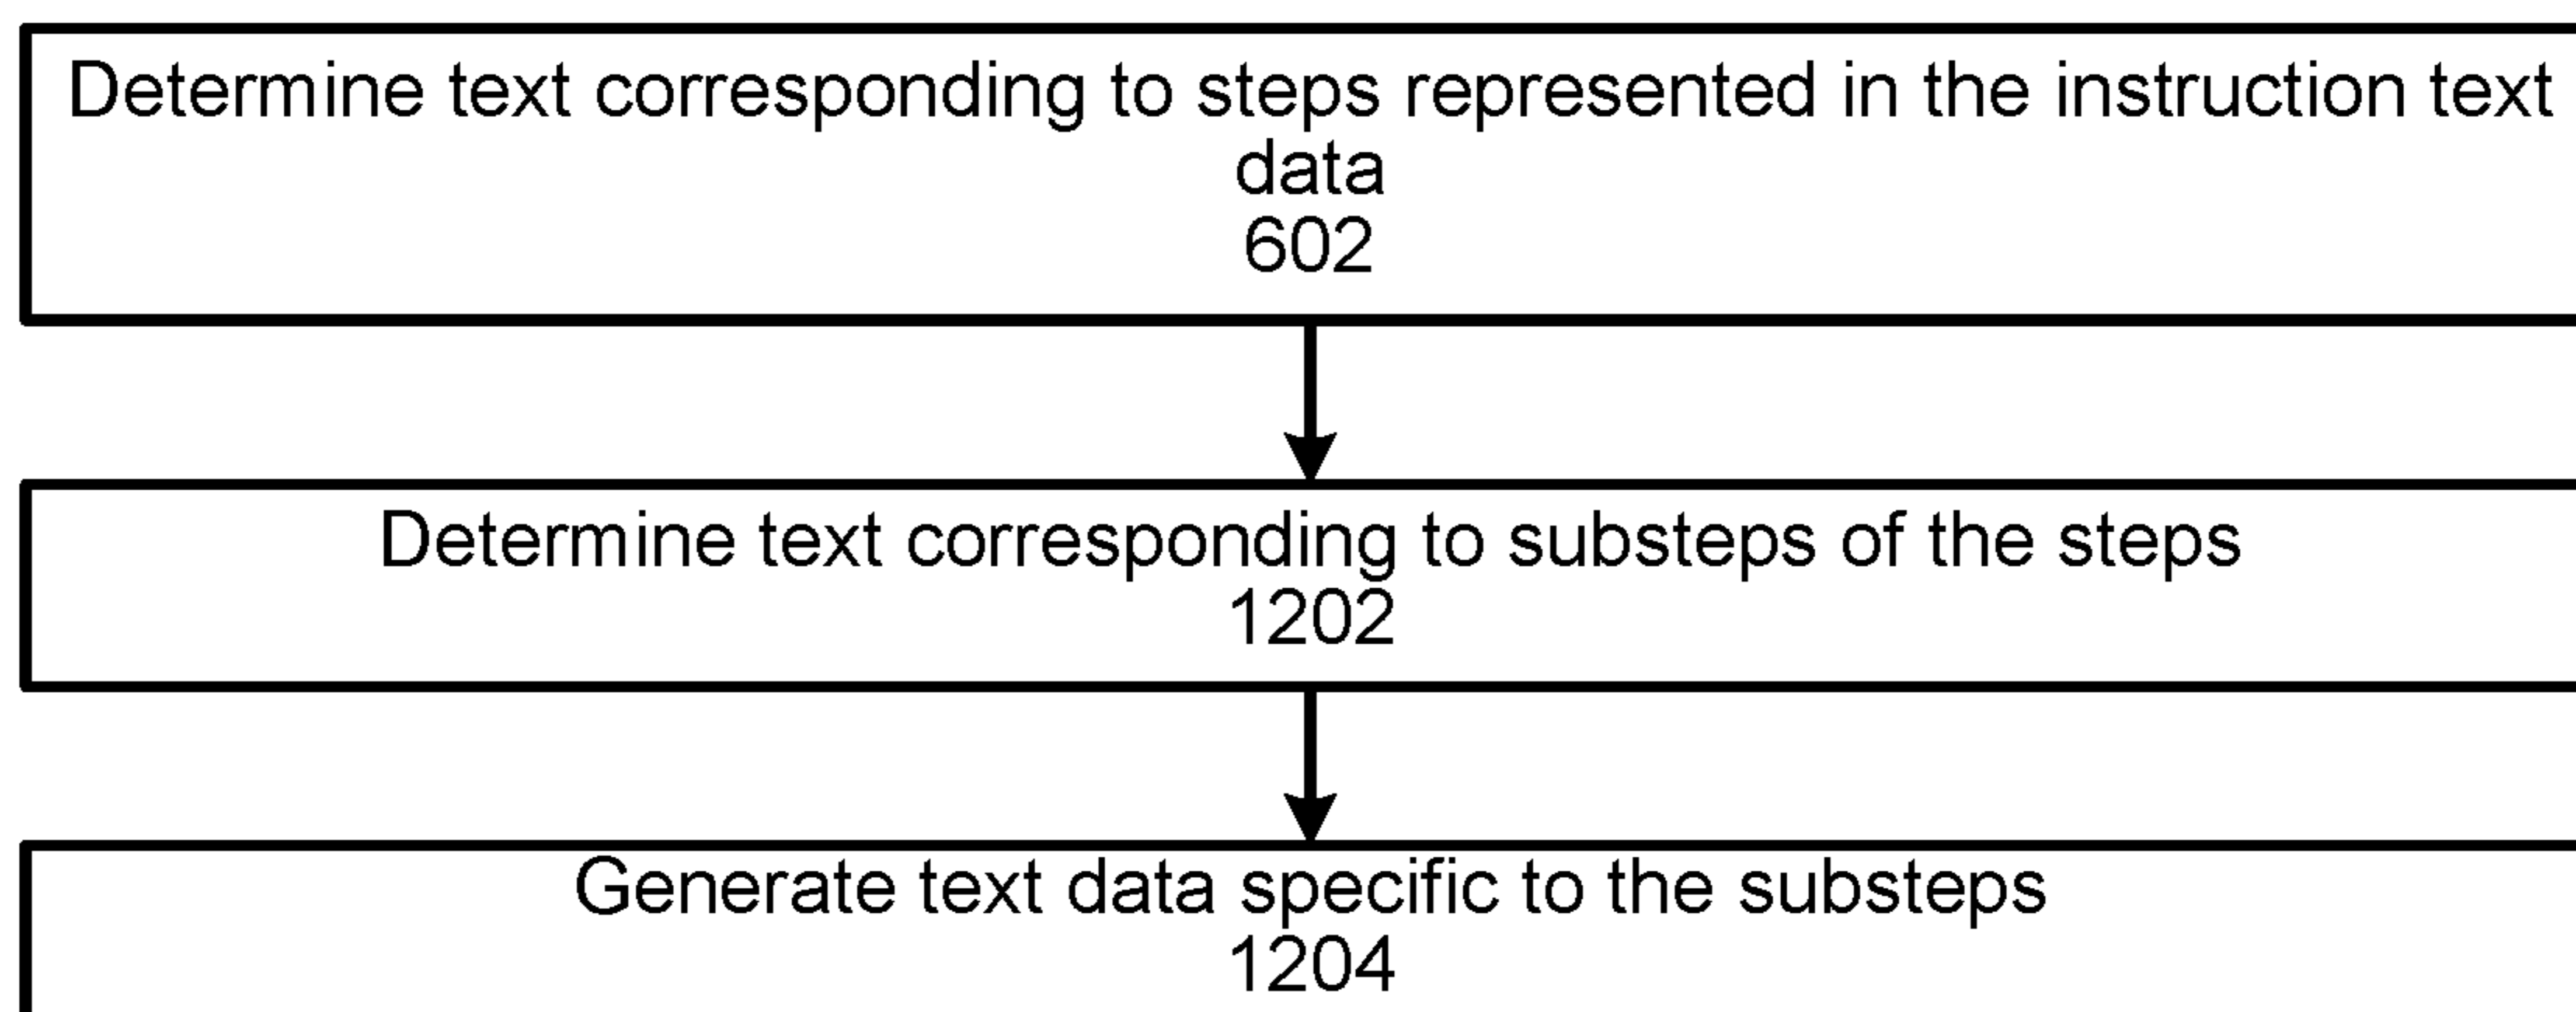 Determine text corresponding to steps represented in the instruction text
data
602
Determine text corresponding to substeps of the steps
1202
Generate text data specific to the substeps
1204